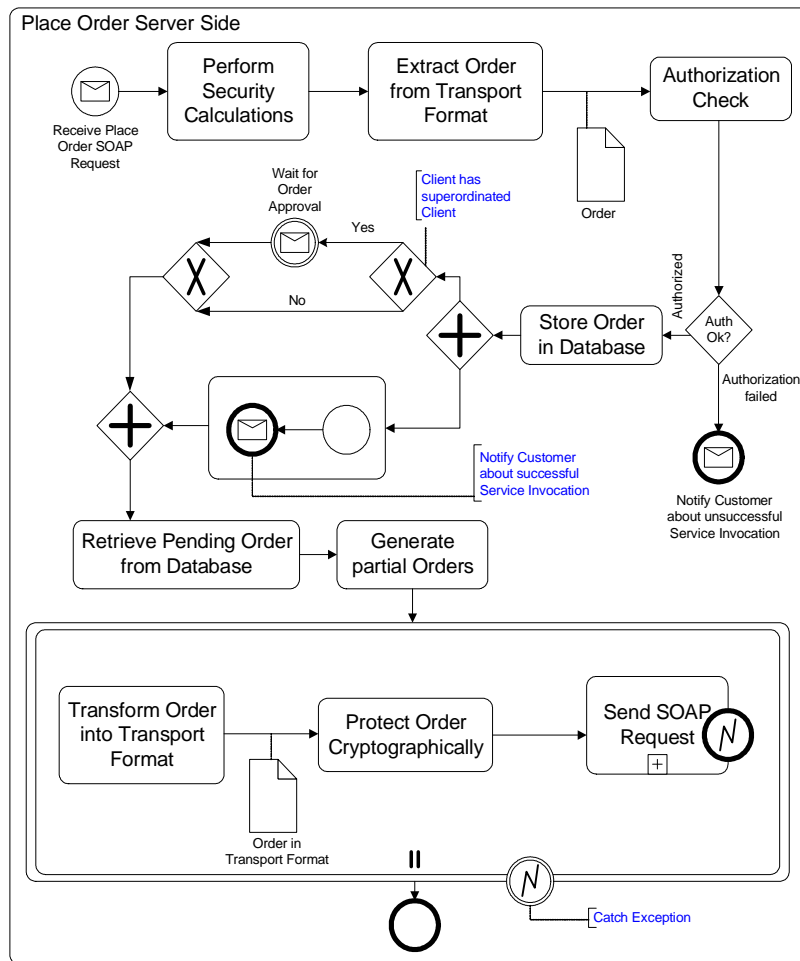 Place Order Server Side
Perform
Security
Calculations
Extract Order
from Transport
Format
Authorization
Check
Receive Place
Order SOAP
Request
Order
Wait for
Order
Approval
Client has
superordinated
Client
Yes
No
Store Order
in Database
Authorized
Auth
Ok?
Authorization
failed
Notify Customer
about successful
Service Invocation
Notify Customer
about unsuccessful
Service Invocation
Retrieve Pending Order
from Database
Generate
partial Orders
Transform Order
into Transport
Format
Protect Order
Cryptographically
Send SOAP
Request
Order in
Transport Format
Catch Exception